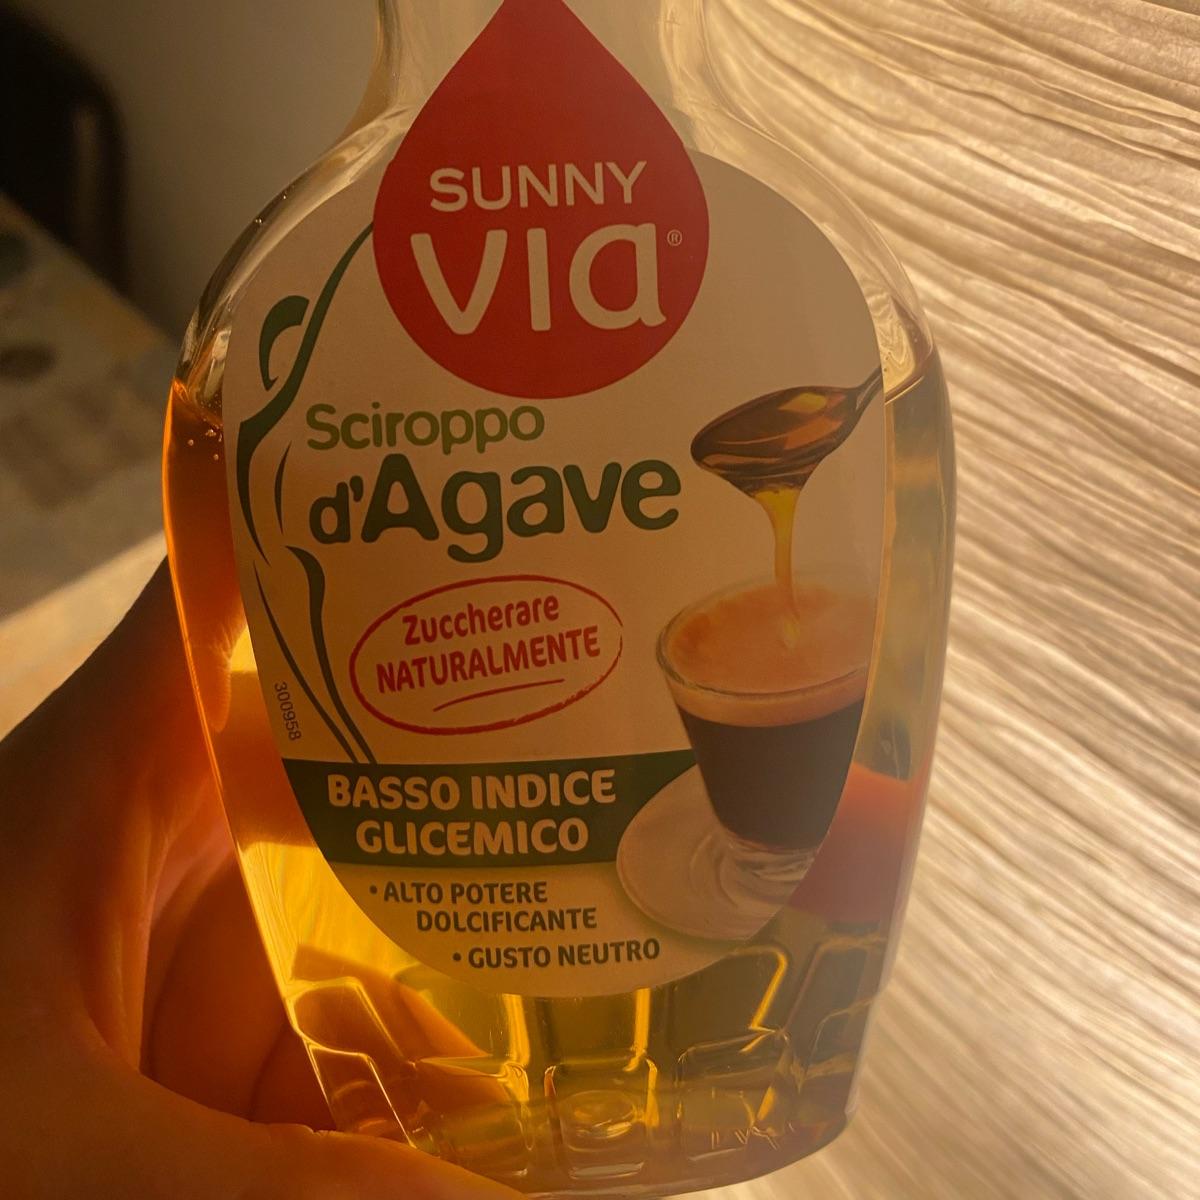 SUNNY
via®
Sciroppo
d'Agave
Zuccherare
NATURALMENTE
300958
BASSO INDICE
GLICEMICO
• ALTO POTERE
DOLCIFICANTE
• GUSTO NEUTRO